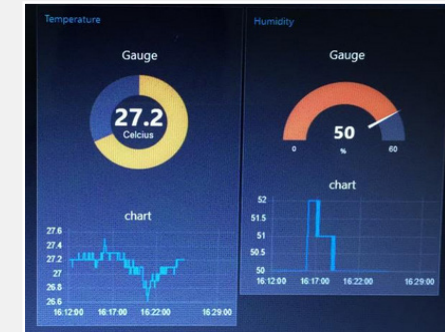 Temperature
Gauge
27.2
Celcius
chart
27.6
27.4
27.2
27
26.8
26.6
16:12:00 16:17:00 16:22:00 16:29:00
Humidity
Gauge
50
0 % 60
chart
52
51.5
51
50.5
50
16:12:00 16:17:00 16:22:00 16:29:00